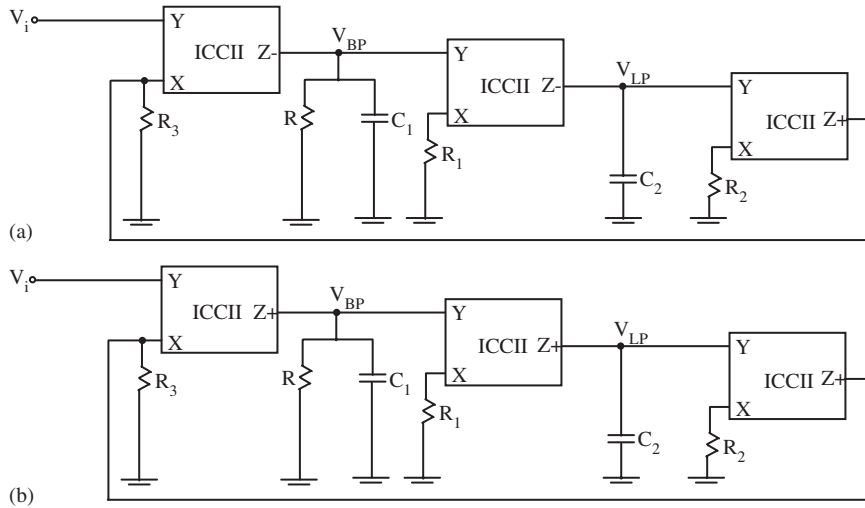 V_i
Y
ICCII Z-
X
V_BP
R_3
R
C_1
Y
ICCII Z-
X
R_1
V_LP
C_2
Y
ICCII Z+
X
R_2
(a)
V_i
Y
ICCII Z+
X
V_BP
R_3
R
C_1
Y
ICCII Z+
X
R_1
V_LP
C_2
Y
ICCII Z+
X
R_2
(b)